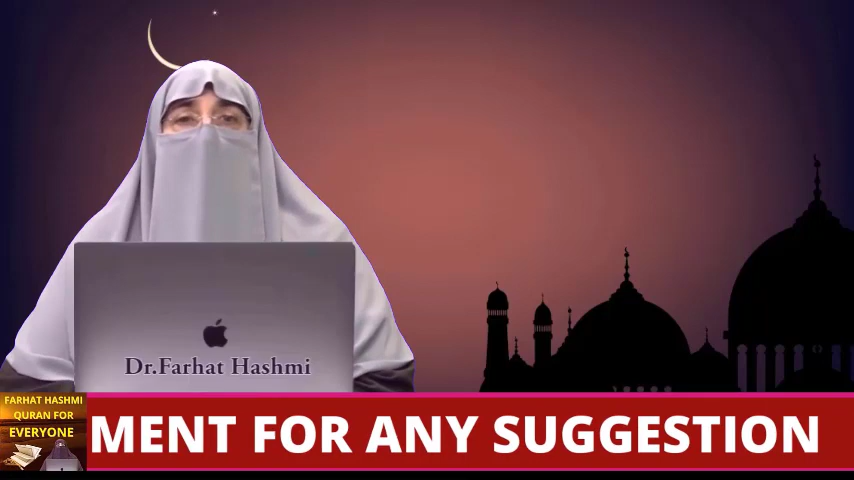 Dr.Farhat Hashmi
FARHAT HASHMI
QURAN FOR
EVERYONE
MENT FOR ANY SUGGESTION